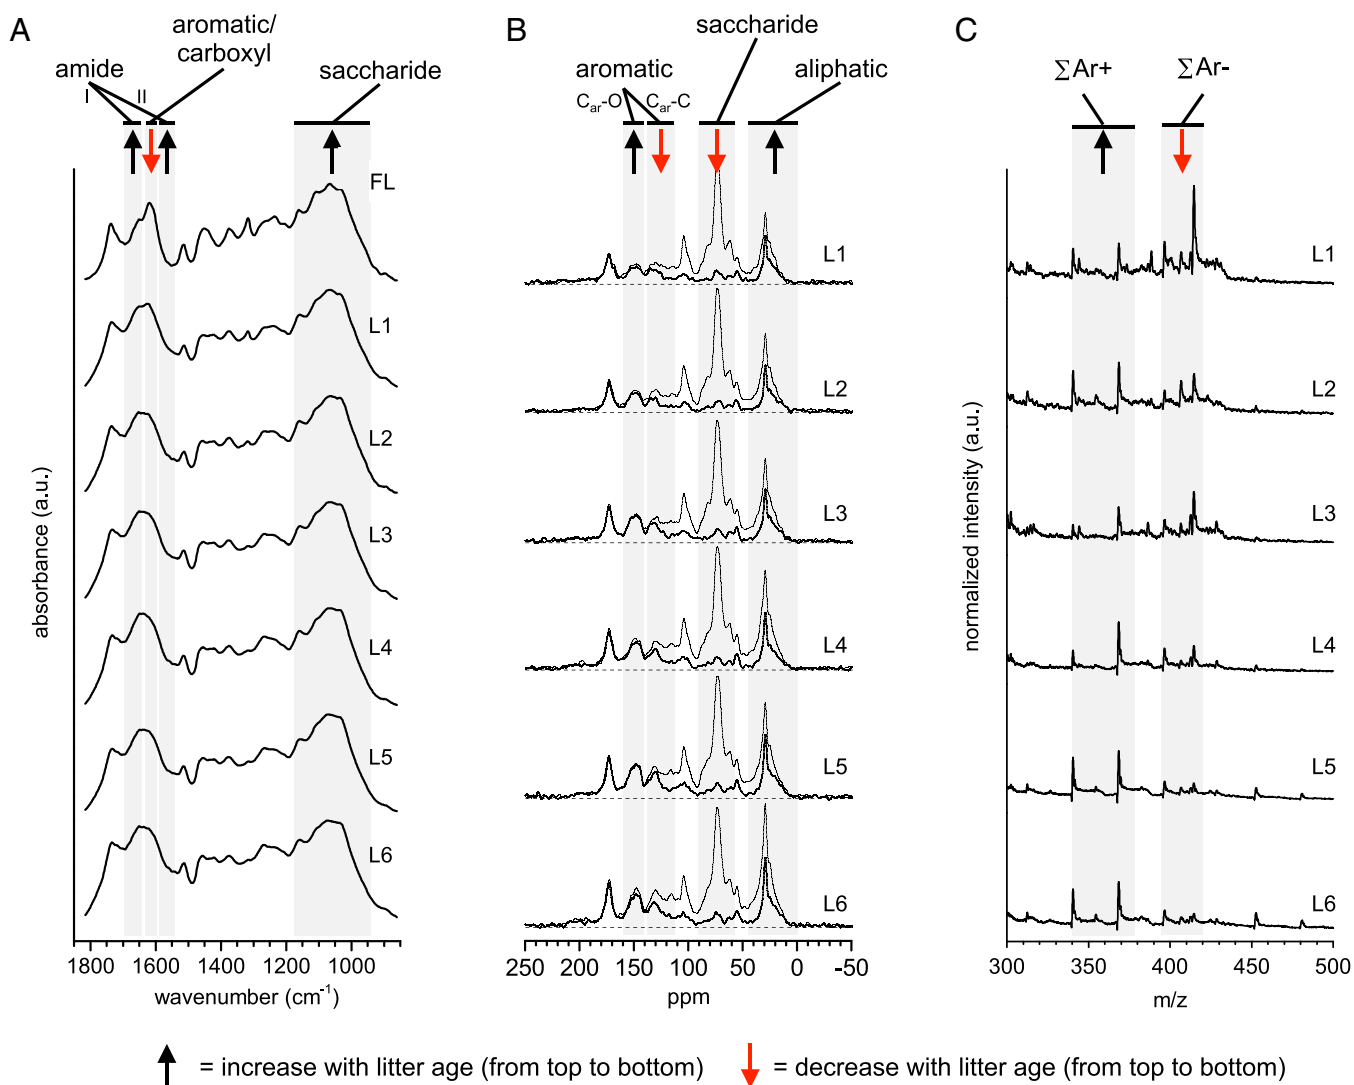 A
aromatic/
carboxyl
amide
I
II
saccharide
FL
L1
L2
L3
L4
L5
L6
absorbance (a.u.)
1800
1600
1400
1200
1000
wavenumber (cm⁻¹)
B
saccharide
aromatic
aliphatic
Cₐᵣ-O
Cₐᵣ-C
L1
L2
L3
L4
L5
L6
250
200
150
100
50
0
-50
ppm
C
∑Ar+
∑Ar-
L1
L2
L3
L4
L5
L6
normalized intensity (a.u.)
300
350
400
450
500
m/z
= increase with litter age (from top to bottom)
= decrease with litter age (from top to bottom)